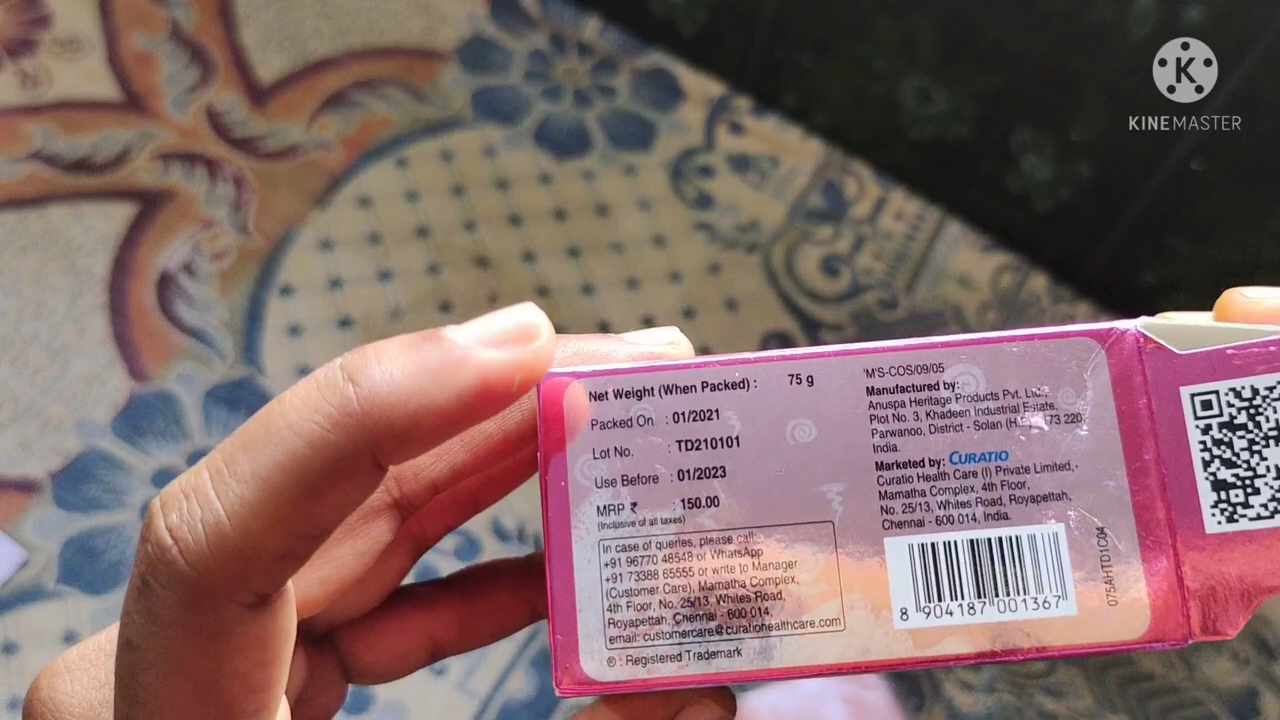 K
KINEMASTER
Net Weight (When Packed) : 75 g
Packed On : 01/2021
Lot No. : TD210101
Use Before : 01/2023
MRP ₹ : 150.00
(Inclusive of all taxes)
In case of queries, please call:
+91 96770 48548 or WhatsApp
+91 73388 65555 or write to Manager
(Customer Care), Mamatha Complex,
4th Floor, No. 25/13, Whites Road,
Royapettah, Chennai - 600 014,
email: customercare@curatiohealthcare.com
® : Registered Trademark
'M'S-COS/09/05
Manufactured by:
Anuspa Heritage Products Pvt. Ltd.,
Plot No. 3, Khadeen Industrial Estate,
Parwanoo, District - Solan 73 220
India.
Marketed by: CURATIO
Curatio Health Care (I) Private Limited,
Mamatha Complex, 4th Floor,
No. 25/13, Whites Road, Royapettah,
Chennai - 600 014, India.
8 904187 001367
075AHTD1C04